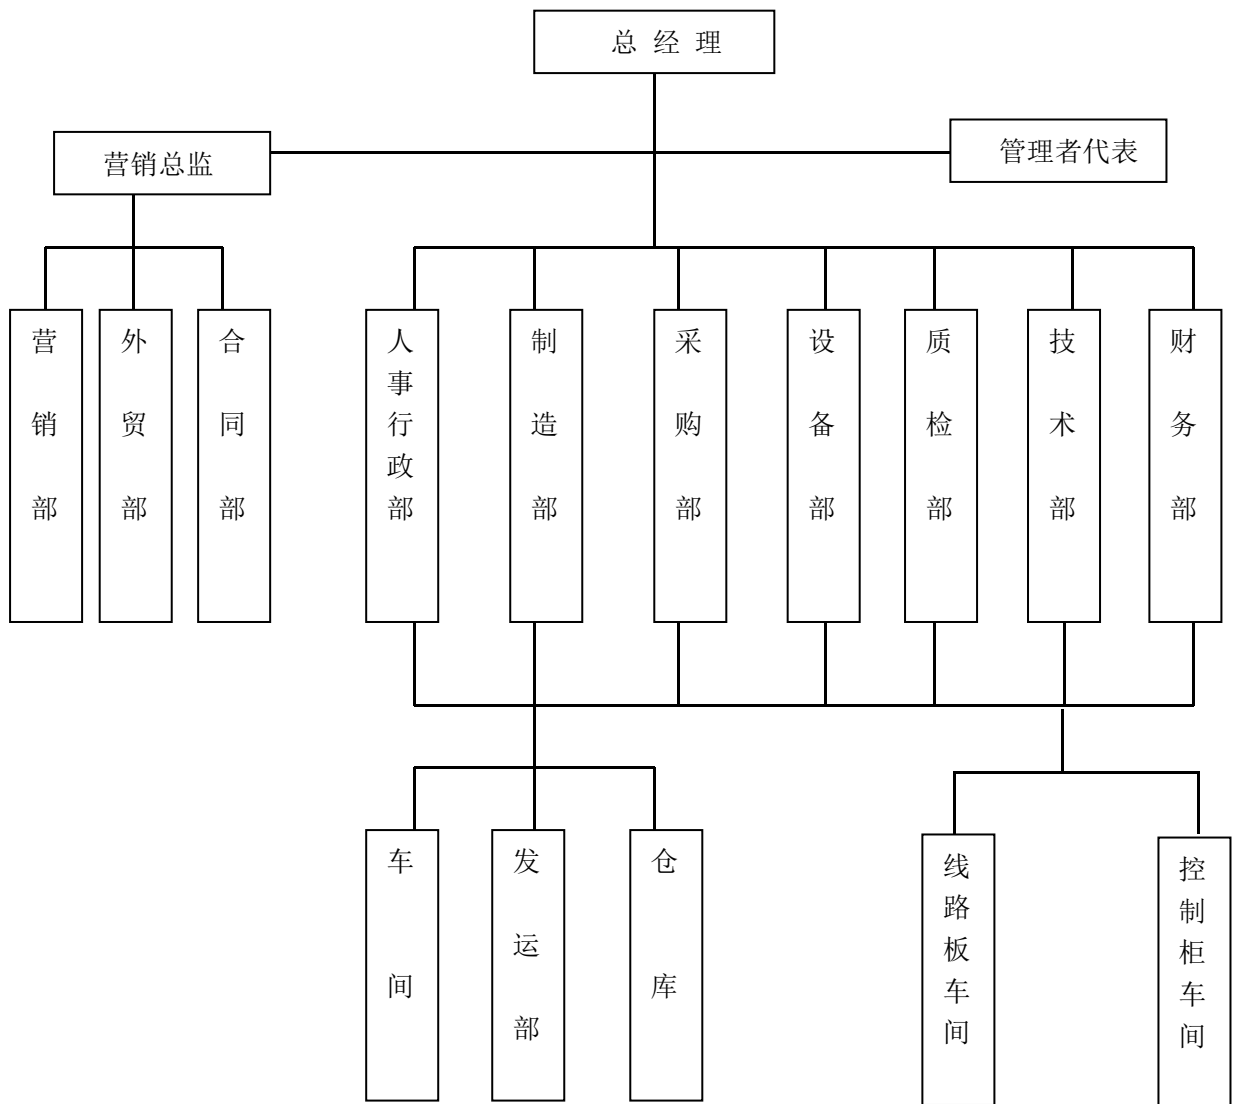 总 经 理
营销总监
管理者代表
营销部
外贸部
合同部
人事行政部
制造部
采购部
设备部
质检部
技术部
财务部
车间
发运部
仓库
线路板车间
控制柜车间